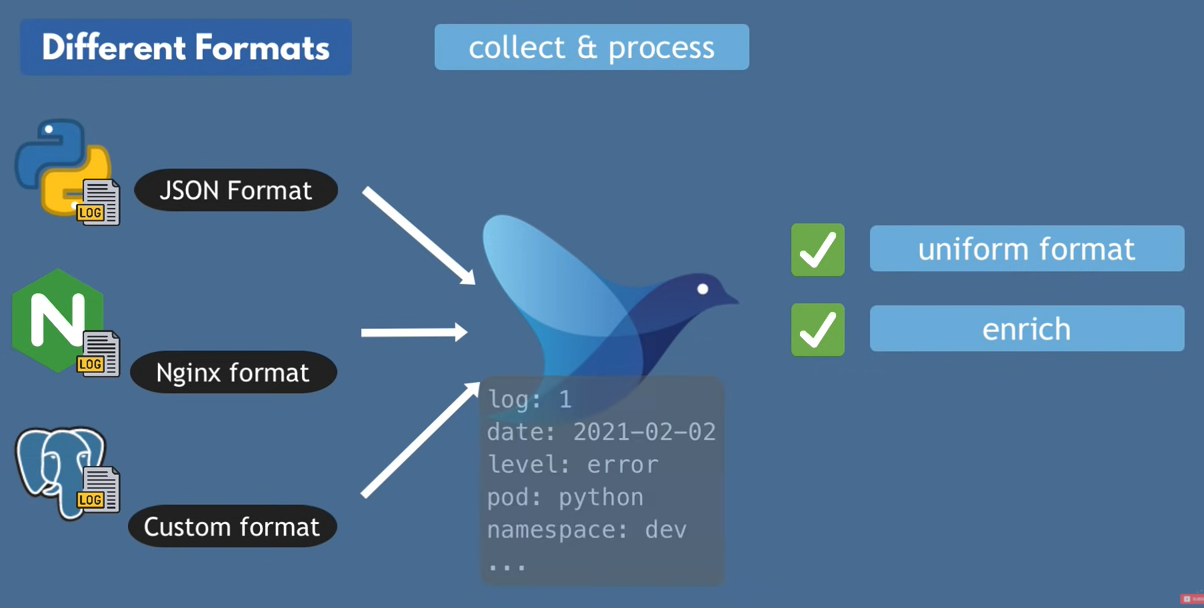 Different Formats
collect & process
JSON Format
LOG
Nginx format
LOG
Custom format
LOG
log: 1
date: 2021-02-02
level: error
pod: python
namespace: dev
...
uniform format
enrich